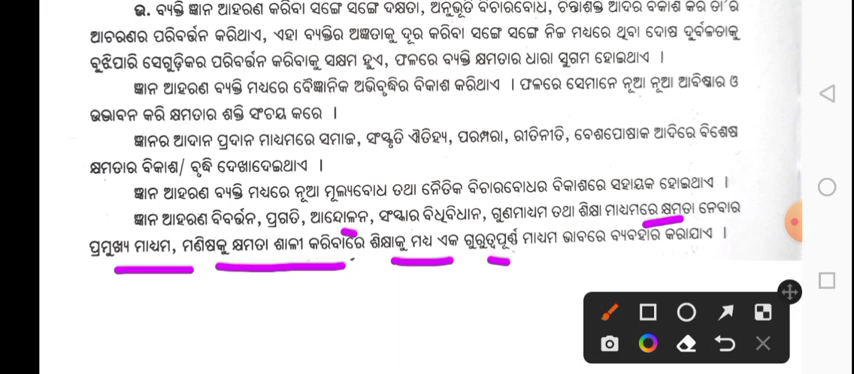 ଉ. ବ୍ୟକ୍ତି ଜ୍ଞାନ ଆହରଣ କରିବା ସଙ୍ଗେ ସଙ୍ଗେ ଦକ୍ଷତା, ଅନୁଭୂତି ବିଚାରବୋଧ, ଚିନ୍ତାଶକ୍ତି ଆଦିର ବିକାଶ କରି ତା'ର
ଆଚରଣର ପରିବର୍ତ୍ତନ କରିଥାଏ, ଏହା ବ୍ୟକ୍ତିର ଅଜ୍ଞତାକୁ ଦୂର କରିବା ସଙ୍ଗେ ସଙ୍ଗେ ନିଜ ମଧ୍ୟରେ ଥିବା ଦୋଷ ଦୁର୍ବଳତାକୁ
ବୁଝିପାରି ସେଗୁଡ଼ିକର ପରିବର୍ତ୍ତନ କରିବାକୁ ସକ୍ଷମ ହୁଏ, ଫଳରେ ବ୍ୟକ୍ତି କ୍ଷମତାର ଧାରା ସୁଗମ ହୋଇଥାଏ ।
ଜ୍ଞାନ ଆହରଣ ବ୍ୟକ୍ତି ମଧ୍ୟରେ ବୈଜ୍ଞାନିକ ଅଭିବୃଦ୍ଧିର ବିକାଶ କରିଥାଏ । ଫଳରେ ସେମାନେ ନୂଆ ନୂଆ ଆବିଷ୍କାର ଓ
ଉଦ୍ଭାବନ କରି କ୍ଷମତାର ଶକ୍ତି ସଂଚୟ କରେ ।
ଜ୍ଞାନର ଆଦାନ ପ୍ରଦାନ ମାଧ୍ୟମରେ ସମାଜ, ସଂସ୍କୃତି ଐତିହ୍ୟ, ପରମ୍ପରା, ରୀତିନୀତି, ବେଶପୋଷାକ ଆଦିରେ ବିଶେଷ
କ୍ଷମତାର ବିକାଶ/ ବୃଦ୍ଧି ଦେଖାଦେଇଥାଏ ।
ଜ୍ଞାନ ଆହରଣ ବ୍ୟକ୍ତି ମଧ୍ୟରେ ନୂଆ ମୂଲ୍ୟବୋଧ ତଥା ନୈତିକ ବିଚାରବୋଧର ବିକାଶରେ ସହାୟକ ହୋଇଥାଏ ।
ଜ୍ଞାନ ଆହରଣ ବିବର୍ତ୍ତନ, ପ୍ରଗତି, ଆନ୍ଦୋଳନ, ସଂସ୍କାର ବିଧିବିଧାନ, ଗୁଣମାଧ୍ୟମ ତଥା ଶିକ୍ଷା ମାଧ୍ୟମରେ କ୍ଷମତା ନେବାର
ପ୍ରମୁଖ୍ୟ ମାଧ୍ୟମ, ମଣିଷକୁ କ୍ଷମତା ଶାଳୀ କରିବାରେ ଶିକ୍ଷାକୁ ମଧ୍ୟ ଏକ ଗୁରୁତ୍ୱପୂର୍ଣ୍ଣ ମାଧ୍ୟମ ଭାବରେ ବ୍ୟବହାର କରାଯାଏ ।